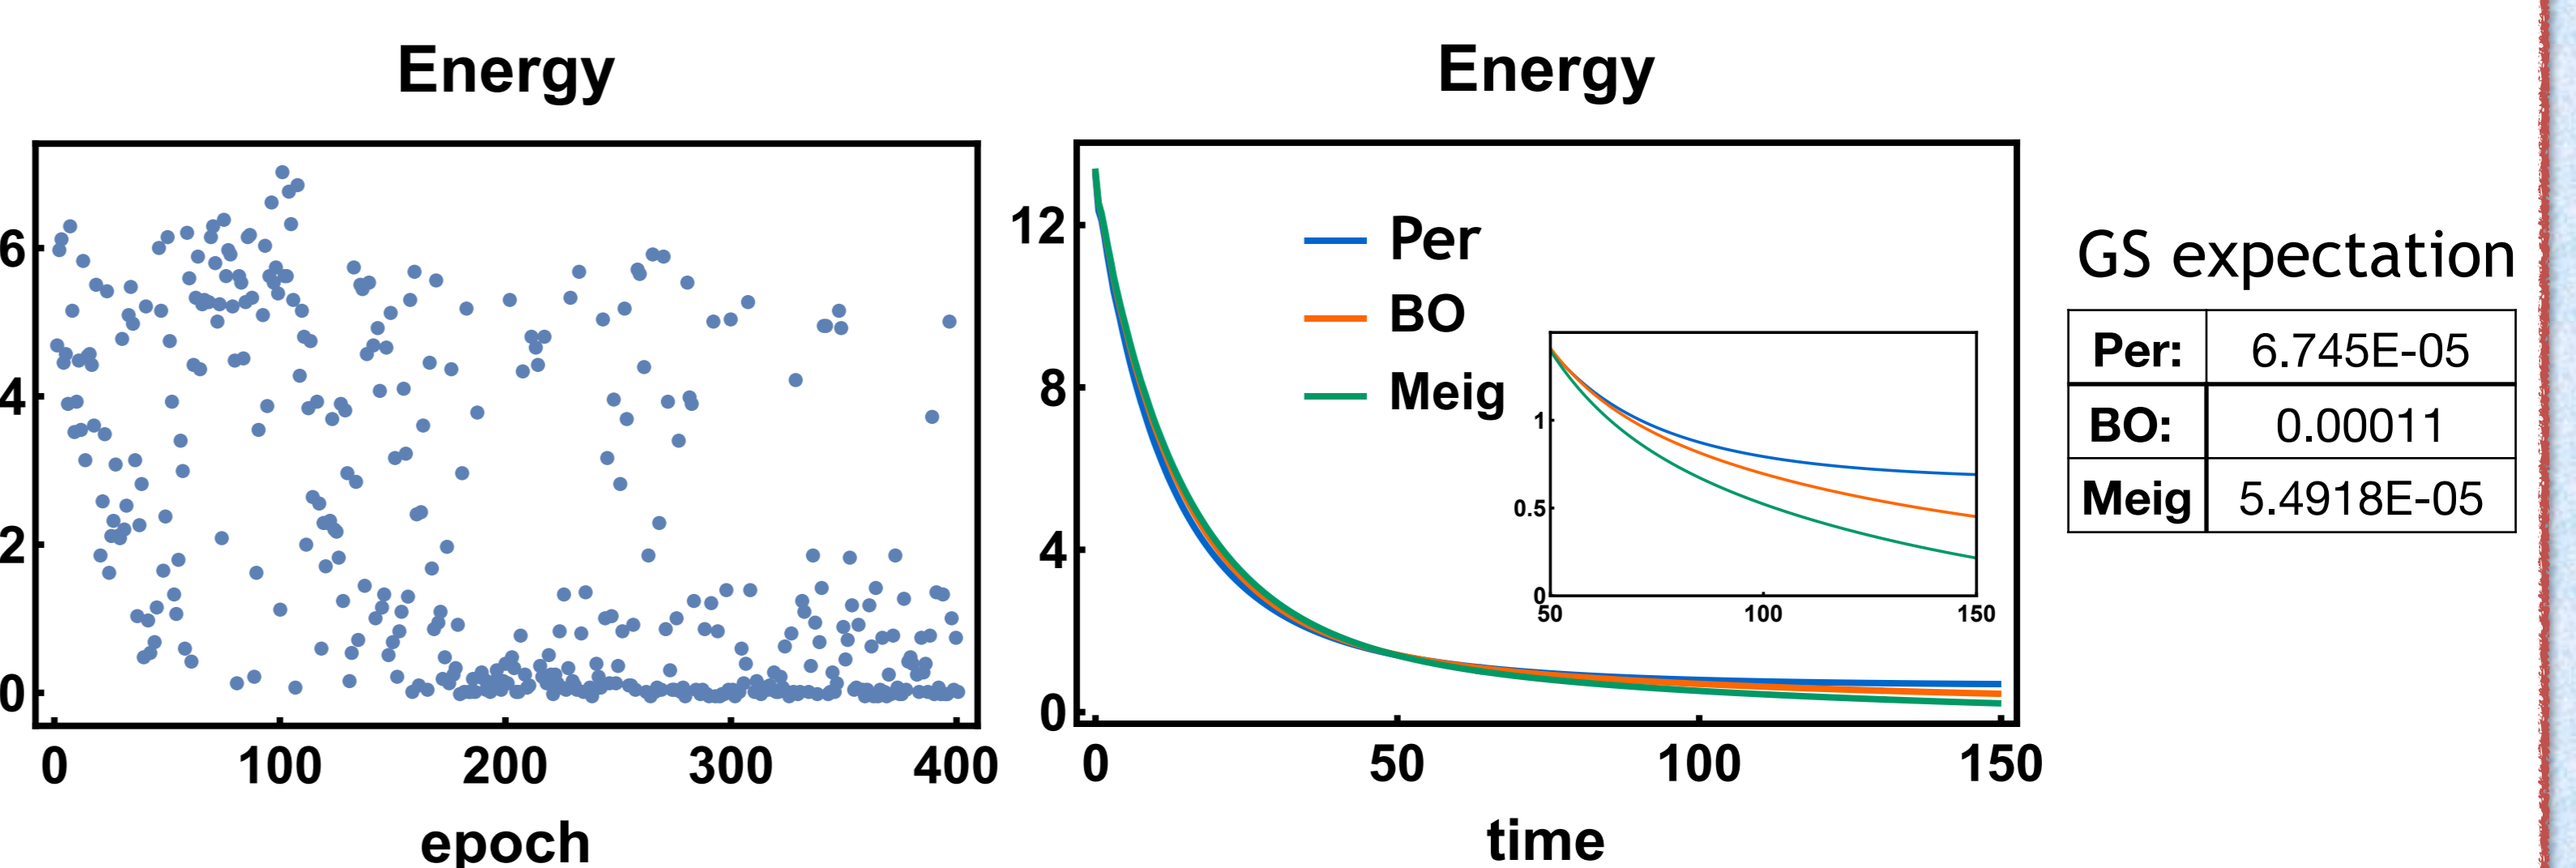 Energy
6
4
2
0
0 100 200 300 400
epoch
Energy
12
8
4
0
0 50 100 150
time
Per
BO
Meig
1
0.5
0
50 100 150
GS expectation
Per: 6.745E-05
BO: 0.00011
Meig 5.4918E-05